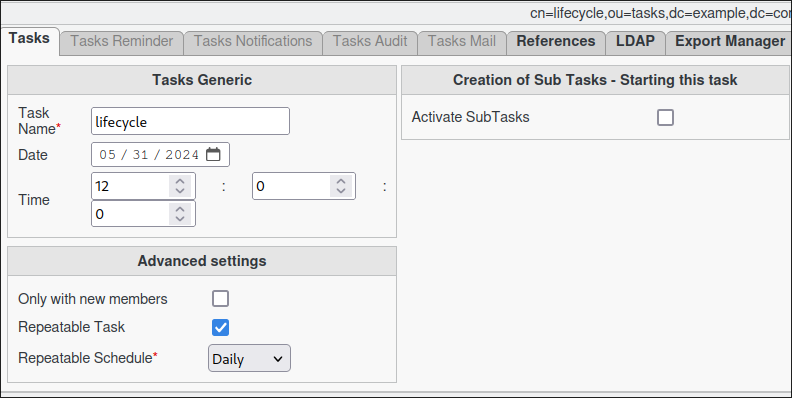 cn=lifecycle,ou=tasks,dc=example,dc=con
Tasks Tasks Reminder Tasks Notifications Tasks Audit Tasks Mail References LDAP Export Manager
Tasks Generic
Task
Name*
lifecycle
Date 05 / 31 / 2024
Time
12 : 0 :
0
Advanced settings
Only with new members
Repeatable Task
Repeatable Schedule* Daily
Creation of Sub Tasks - Starting this task
Activate SubTasks